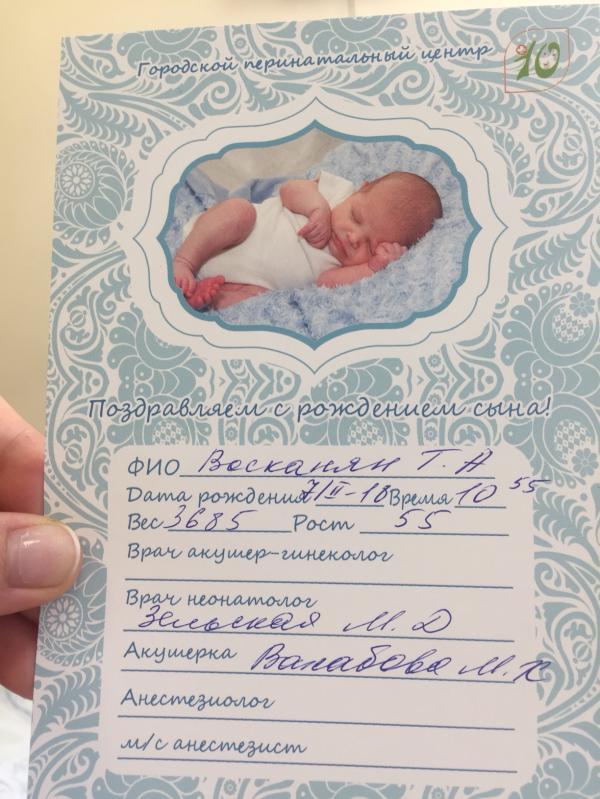 Городской перинатальный центр
10
Поздравляем с рождением сына!
ФИО Восканян Т. А
Дата рождения 7/II-18 Время 10 55
Вес 3685 Рост 55
Врач акушер-гинеколог
Врач неонатолог
Зельская М. Д
Акушерка Вахабова М. Х
Анестезиолог
м/с анестезист